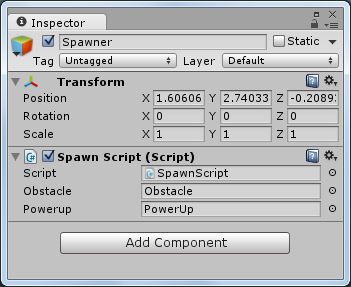 Inspector
Spawner Static
Tag Untagged Layer Default
Transform
Position X 1.60606 Y 2.74033 Z -0.2089
Rotation X 0 Y 0 Z 0
Scale X 1 Y 1 Z 1
Spawn Script (Script)
Script SpawnScript
Obstacle Obstacle
Powerup PowerUp
Add Component